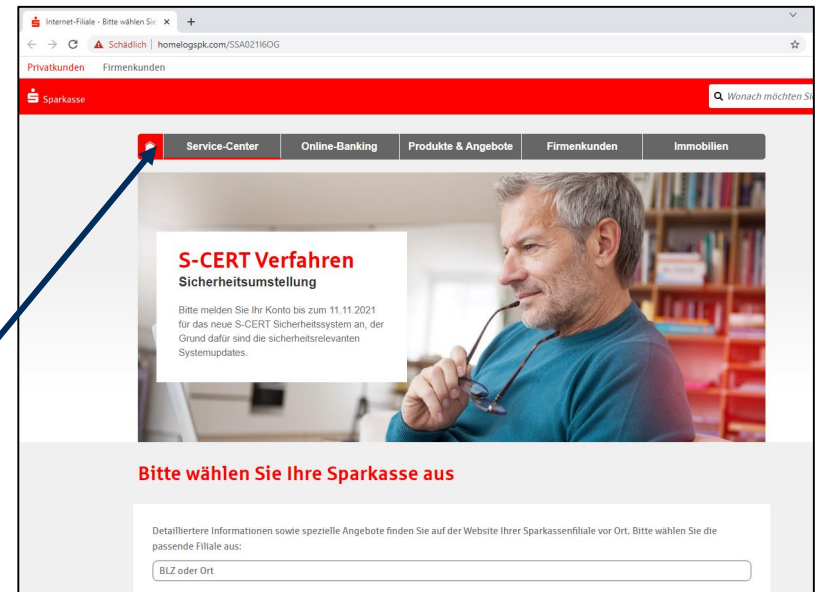 Internet-Filiale - Bitte wählen Sie
Schädlich | homelogspk.com/SSA021I6OG
Privatkunden Firmenkunden
Sparkasse
Wonach möchten Sie
Service-Center Online-Banking Produkte & Angebote Firmenkunden Immobilien
S-CERT Verfahren
Sicherheitsumstellung
Bitte melden Sie Ihr Konto bis zum 11.11.2021
für das neue S-CERT Sicherheitssystem an, der
Grund dafür sind die sicherheitsrelevanten
Systemupdates.
Bitte wählen Sie Ihre Sparkasse aus
Detailliertere Informationen sowie spezielle Angebote finden Sie auf der Website Ihrer Sparkassenfiliale vor Ort. Bitte wählen Sie die
passende Filiale aus:
BLZ oder Ort